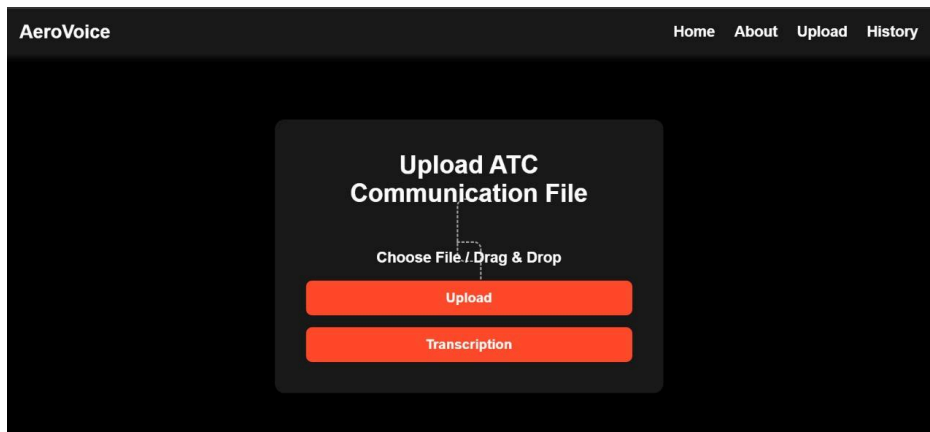 AeroVoice
Home About Upload History
Upload ATC
Communication File
Choose File / Drag & Drop
Upload
Transcription